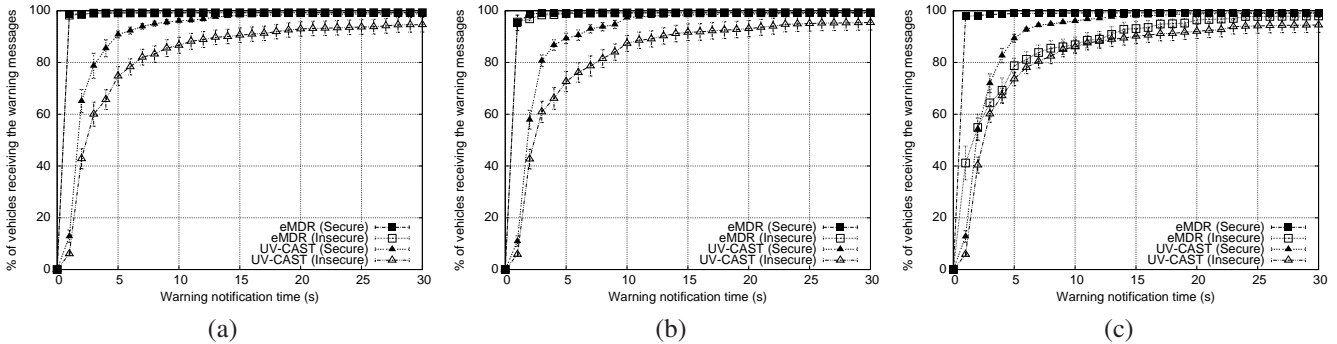 % of vehicles receiving the warning messages
100
80
60
40
20
0
0 5 10 15 20 25 30
Warning notification time (s)
eMDR (Secure)
eMDR (Insecure)
UV-CAST (Secure)
UV-CAST (Insecure)
(a)
% of vehicles receiving the warning messages
100
80
60
40
20
0
0 5 10 15 20 25 30
Warning notification time (s)
eMDR (Secure)
eMDR (Insecure)
UV-CAST (Secure)
UV-CAST (Insecure)
(b)
% of vehicles receiving the warning messages
100
80
60
40
20
0
0 5 10 15 20 25 30
Warning notification time (s)
eMDR (Secure)
eMDR (Insecure)
UV-CAST (Secure)
UV-CAST (Insecure)
(c)